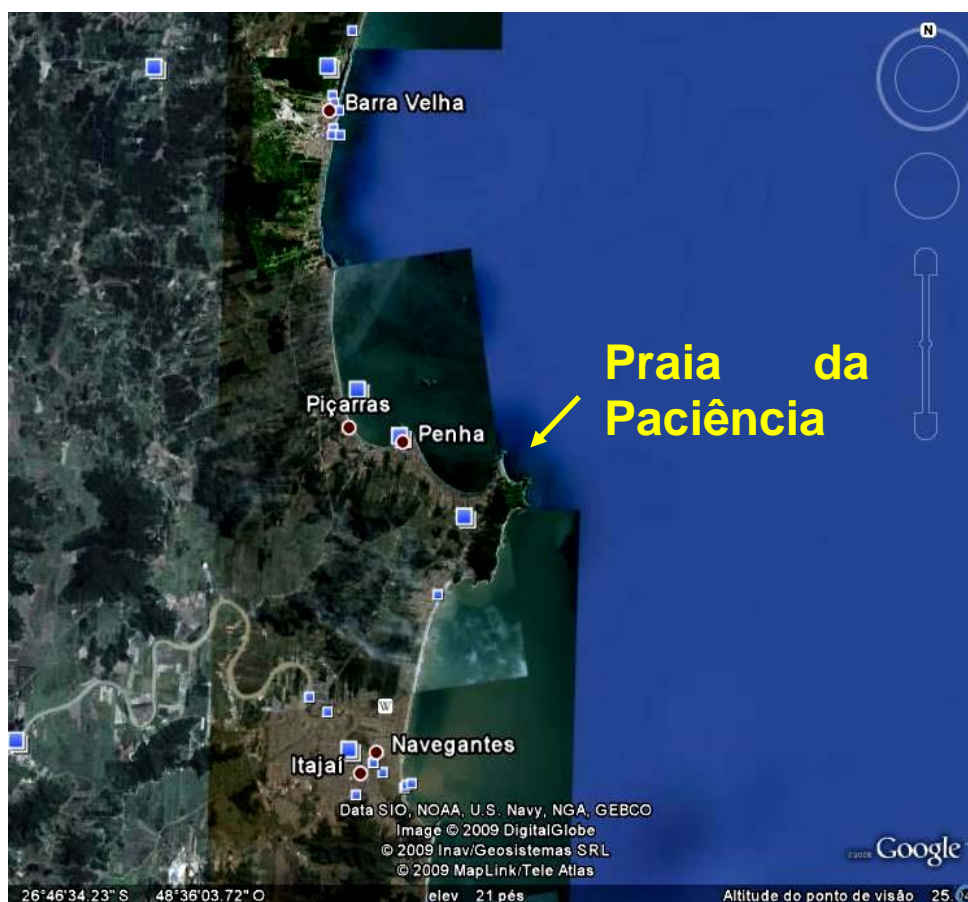 N
Barra Velha
Praia da
Paciência
Piçarras
Penha
W
Navegantes
Itajaí
Data SIO, NOAA, U.S. Navy, NGA, GEBCO
Image © 2009 DigitalGlobe
© 2009 Inav/Geosistemas SRL
© 2009 MapLink/Tele Atlas
Google
26°46'34.23" S 48°36'03.72" O elev 21 pés Altitude do ponto de visão 25.